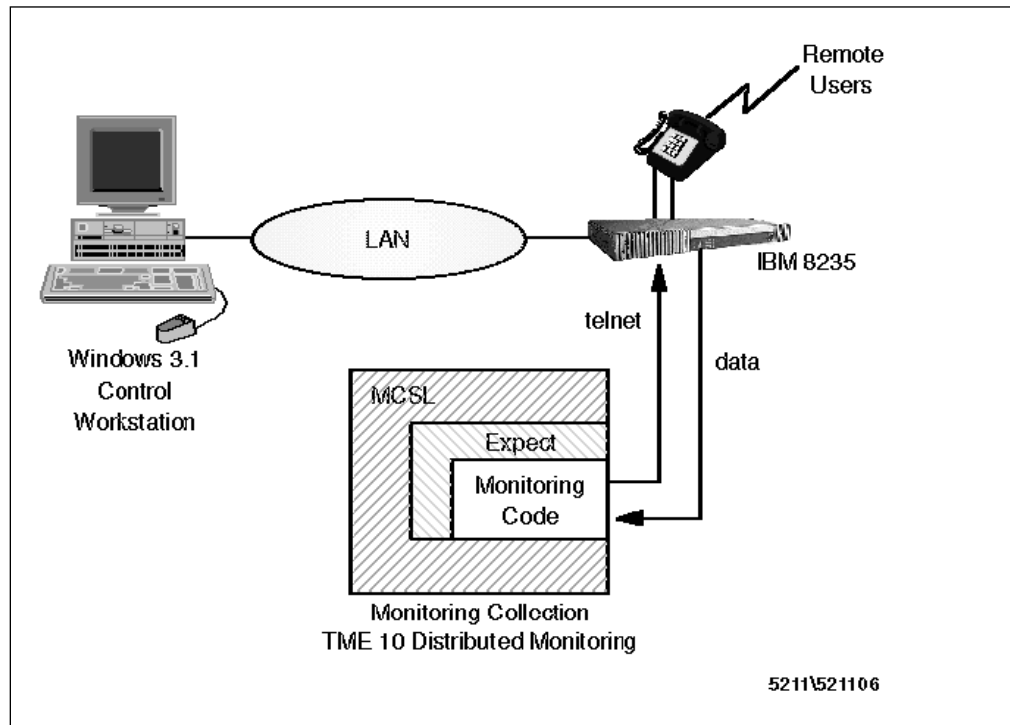 Remote
Users
LAN
IBM 8235
telnet
data
Windows 3.1
Control
Workstation
MCSL
Expect
Monitoring
Code
Monitoring Collection
TME 10 Distributed Monitoring
5211\521106